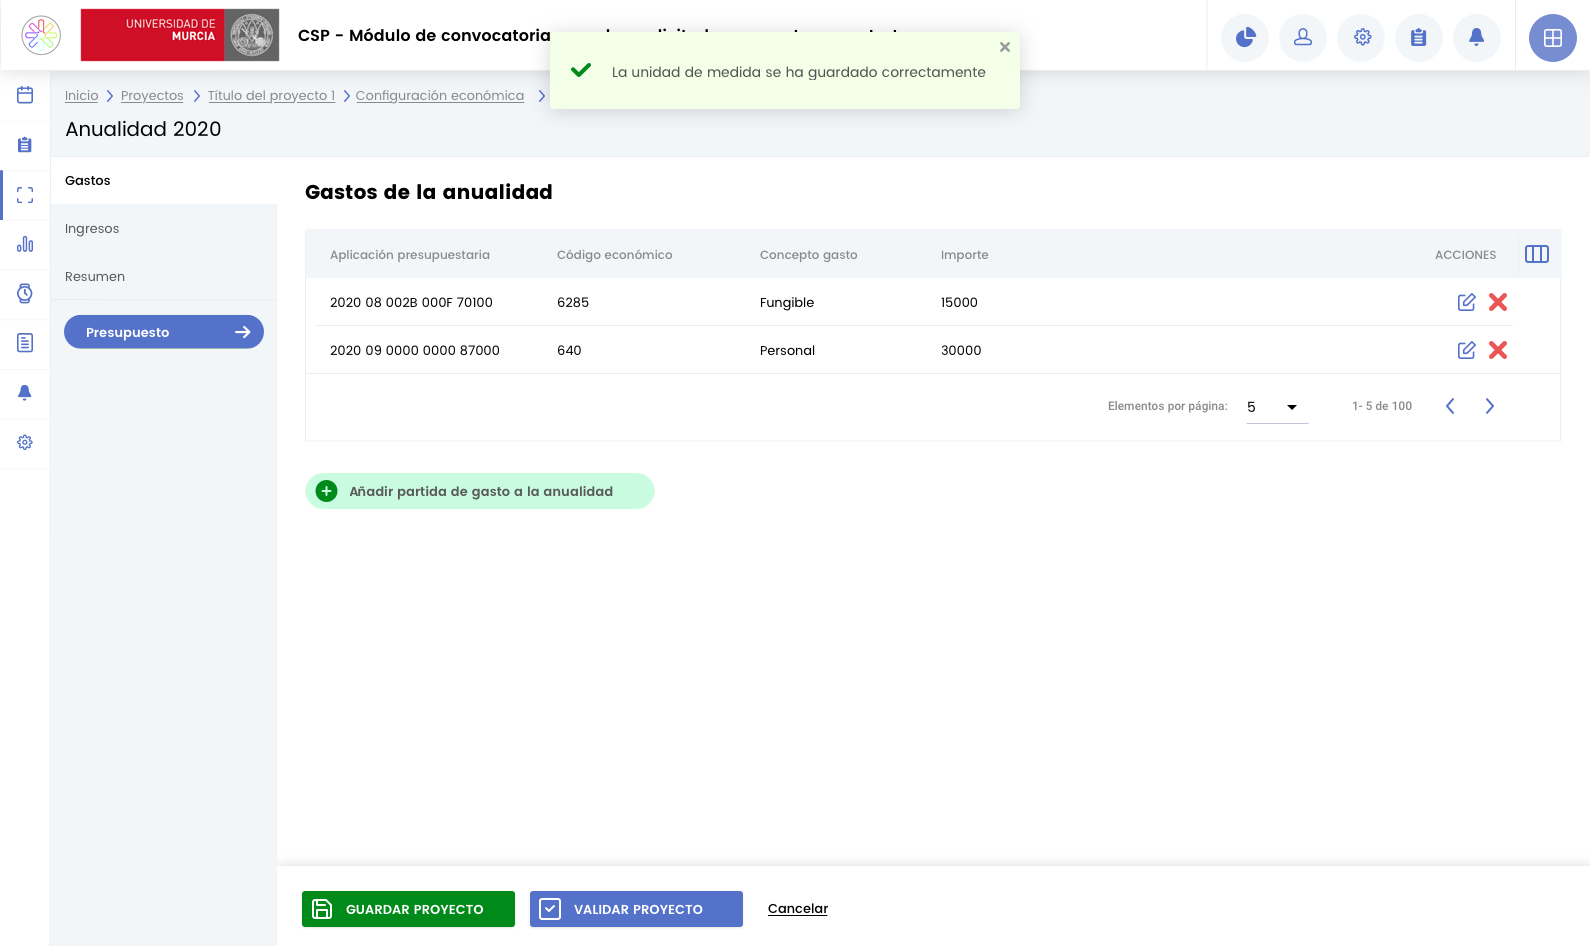 UNIVERSIDAD DE
MURCIA
CSP - Módulo de convocatoria
La unidad de medida se ha guardado correctamente
Inicio Proyectos Título del proyecto 1 Configuración económica
Anualidad 2020
Gastos
Ingresos
Resumen
Presupuesto
Gastos de la anualidad
Aplicación presupuestaria Código económico Concepto gasto Importe ACCIONES
2020 08 002B 000F 70100 6285 Fungible 15000
2020 09 0000 0000 87000 640 Personal 30000
Elementos por página: 5 1- 5 de 100
Añadir partida de gasto a la anualidad
GUARDAR PROYECTO VALIDAR PROYECTO Cancelar